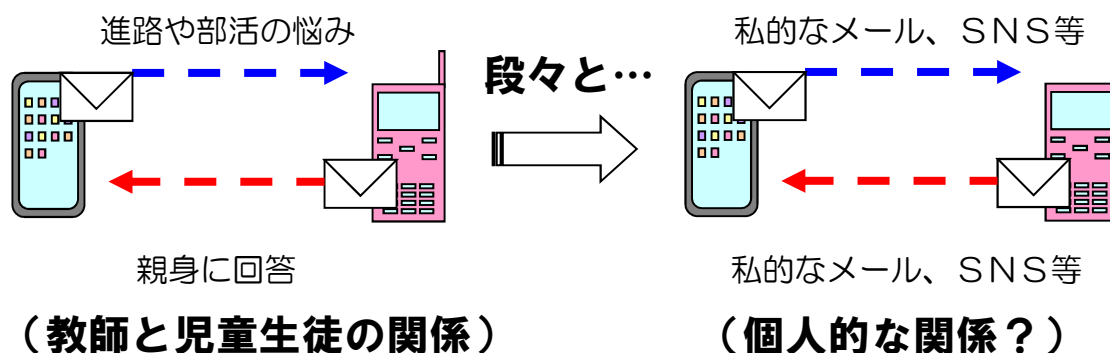 進路や部活の悩み
親身に回答
（教師と児童生徒の関係）
段々と…
私的なメール、ＳＮＳ等
私的なメール、ＳＮＳ等
（個人的な関係？）